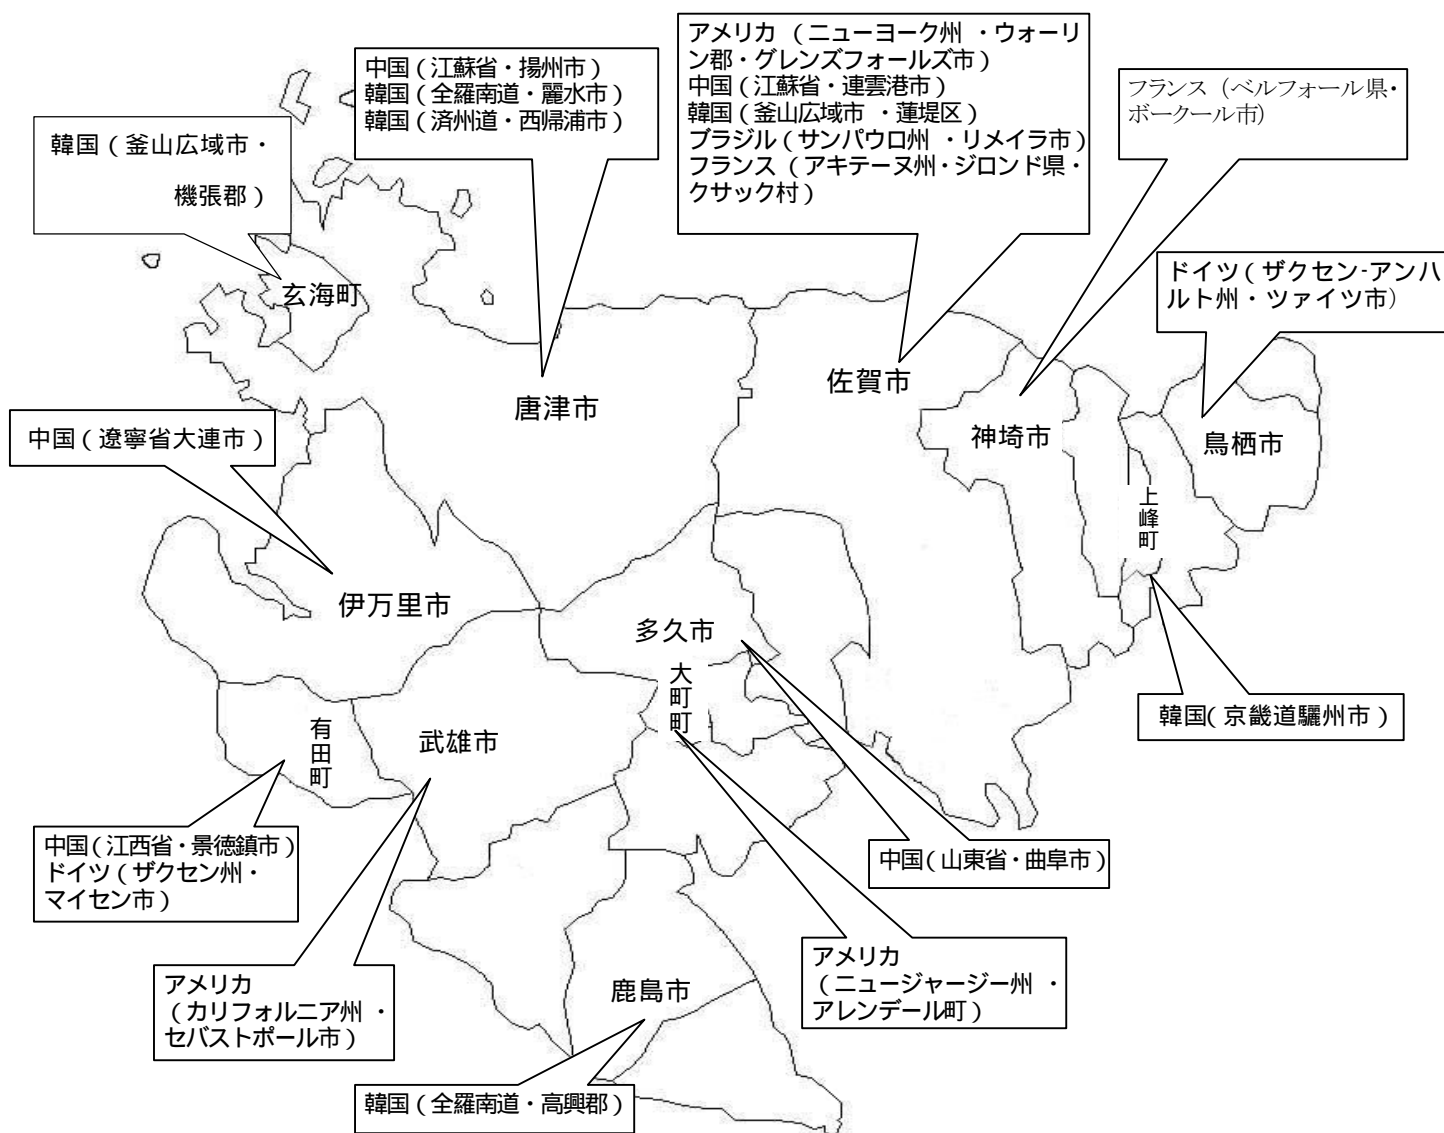 アメリカ（ニューヨーク州・ウォーリ
ン郡・グレンズフォールズ市）
中国（江蘇省・連雲港市）
韓国（釜山広域市・蓮堤区）
ブラジル（サンパウロ州・リメイラ市）
フランス（アキテーヌ州・ジロンド県・
クサック村）
中国（江蘇省・揚州市）
韓国（全羅南道・麗水市）
韓国（済州道・西帰浦市）
フランス（ベルフォール県・
ボークール市）
韓国（釜山広域市・
機張郡）
ドイツ（ザクセン-アンハ
ルト州・ツァイツ市）
玄海町
唐津市
佐賀市
神埼市
鳥栖市
中国（遼寧省大連市）
上峰町
伊万里市
多久市
大町町
韓国（京畿道驪州市）
有田町
武雄市
中国（江西省・景徳鎮市）
ドイツ（ザクセン州・
マイセン市）
中国（山東省・曲阜市）
アメリカ
（カリフォルニア州・
セバストポール市）
鹿島市
アメリカ
（ニュージャージー州・
アレンデール町）
韓国（全羅南道・高興郡）